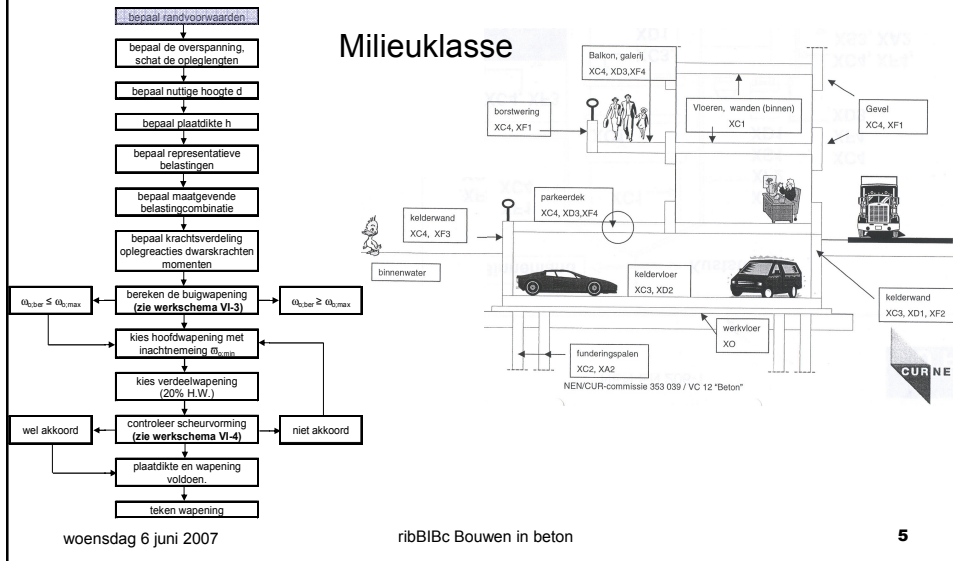 bepaal randvoorwaarden
bepaal de overspanning,
schat de opleglengten
bepaal nuttige hoogte d
bepaal plaatdikte h
bepaal representatieve
belastingen
bepaal maatgevende
belastingcombinatie
bepaal krachtsverdeling
oplegreacties dwarskrachten
momenten
ω₀;ber ≤ ω₀;max
bereken de buigwapening
(zie werkschema VI-3)
ω₀;ber ≥ ω₀;max
kies hoofdwapening met
inachtnemeing ϖ₀;min
kies verdeelwapening
(20% H.W.)
wel akkoord
controleer scheurvorming
(zie werkschema VI-4)
niet akkoord
plaatdikte en wapening
voldoen.
teken wapening
Milieuklasse
Balkon, galerij
XC4, XD3,XF4
borstwering
XC4, XF1
Vloeren, wanden (binnen)
XC1
Gevel
XC4, XF1
parkeerdek
XC4, XD3,XF4
kelderwand
XC4, XF3
binnenwater
keldervloer
XC3, XD2
kelderwand
XC3, XD1, XF2
werkvloer
XO
funderingspalen
XC2, XA2
NEN/CUR-commissie 353 039 / VC 12 "Beton"
CUR NE
woensdag 6 juni 2007
ribBIBc Bouwen in beton
5